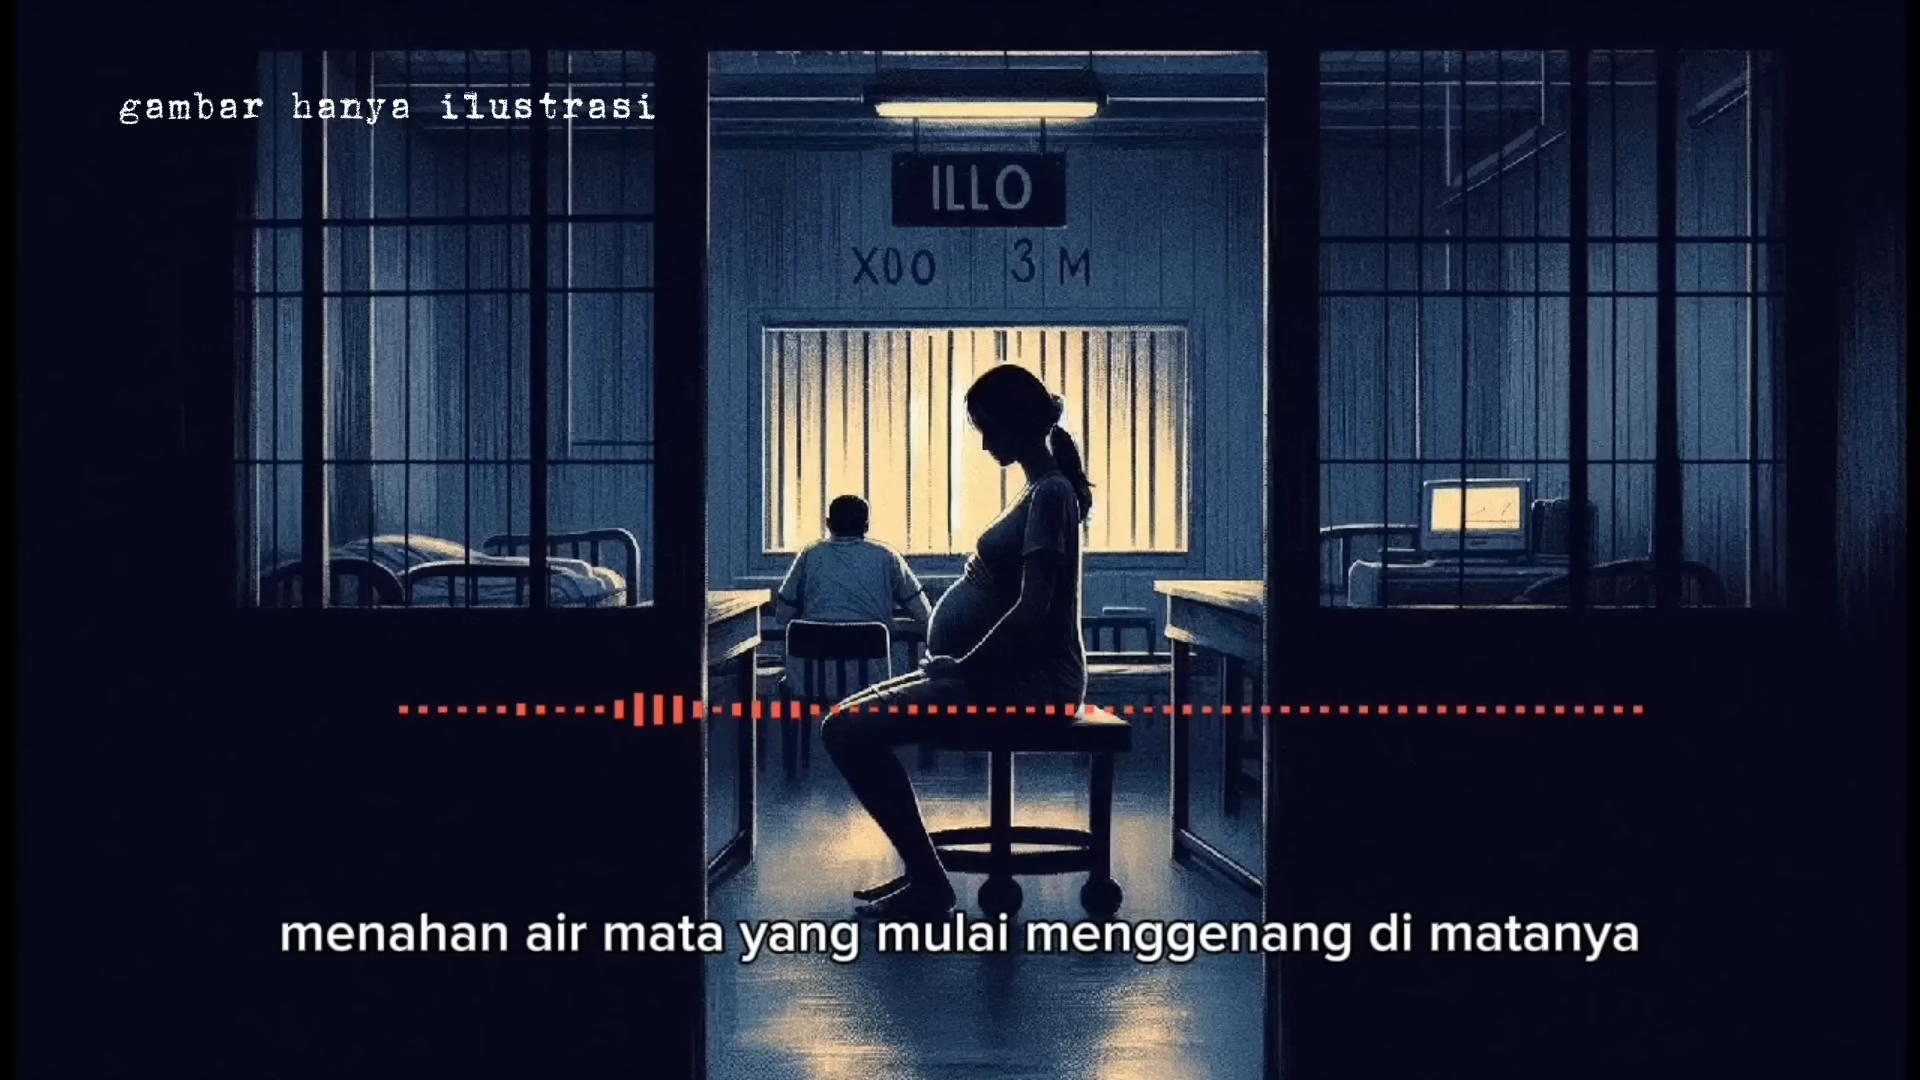 gambar hanya ilustrasi
ILLO
X00 3 M
menahan air mata yang mulai menggenang di matanya